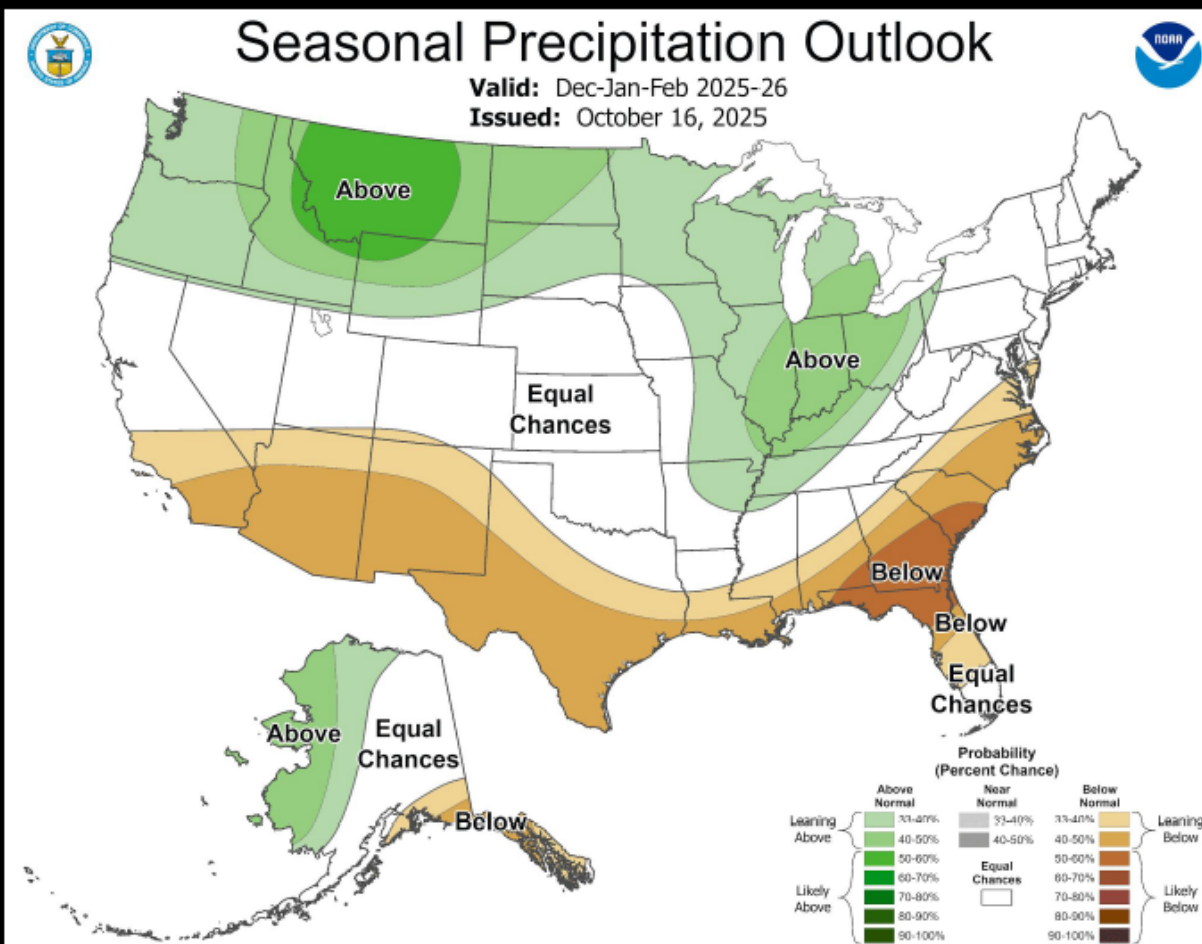 Seasonal Precipitation Outlook
Valid: Dec-Jan-Feb 2025-26
Issued: October 16, 2025
NOAA
Above
Above
Equal
Chances
Below
Below
Equal
Chances
Above
Equal
Chances
Below
Probability
(Percent Chance)
Above
Normal
Near
Normal
Below
Normal
Leaning
Above
33-40%
33-40%
33-40%
Leaning
Below
40-50%
40-50%
40-50%
Likely
Above
50-60%
60-70%
70-80%
80-90%
90-100%
Equal
Chances
50-60%
60-70%
70-80%
80-90%
90-100%
Likely
Below